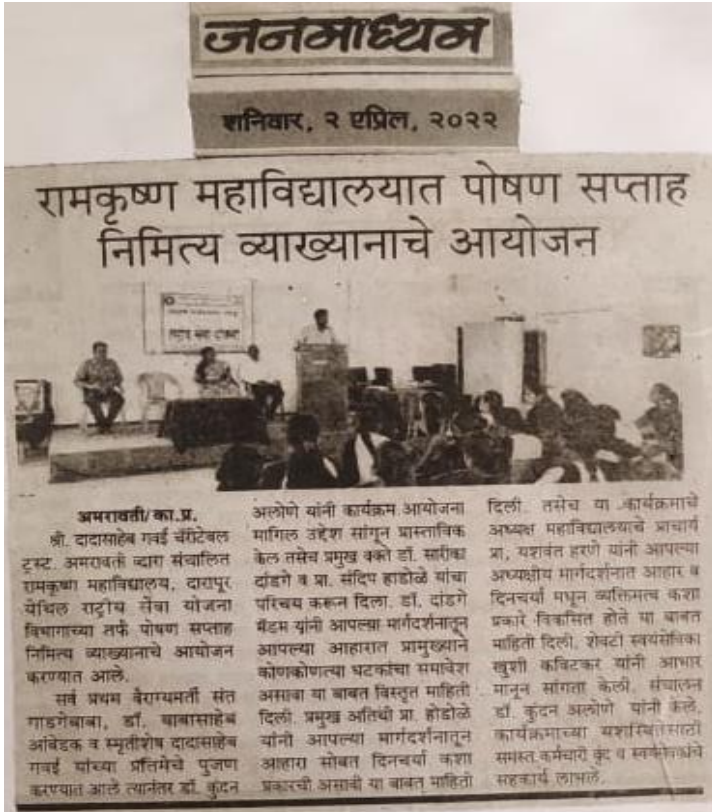 जनमाध्यम
शनिवार, २ एप्रिल, २०२२
रामकृष्ण महाविद्यालयात पोषण सप्ताह
निमित्य व्याख्यानाचे आयोजन
अमरावती/का.प्र.
श्री. दादासाहेब गवई चॅरीटेबल
ट्रस्ट. अमरावती व्दारा संचालित
रामकृष्ण महाविद्यालय, दारापूर
येथिल राष्ट्रीय सेवा योजना
विभागाच्या तर्फे पोषण सप्ताह
निमित्य व्याख्यानाचे आयोजन
करण्यात आले.
सर्व प्रथम वैराग्यमर्ती संत
गाडगेबाबा, डॉ. बाबासाहेब
आंबेडक व स्मृतीशेष दादासाहेब
गवई यांच्या प्रतिमेचे पुजण
करण्यात आले त्यानंतर डॉ. कुंदन
अलोणे यांनी कार्यक्रम आयोजना
मागिल उद्देश सांगून प्रास्ताविक
केल तसेच प्रमुख वक्ते डॉ. सारीका
दांडगे व प्रा. संदिप हाडोळे यांचा
परिचय करून दिला. डॉ. दांडगे
मॅडम यांनी आपल्या मार्गदर्शनातून
आपल्या आहारात प्रामुख्याने
कोणकोणत्या घटकांचा समावेश
असावा या बाबत विस्तृत माहिती
दिली. प्रमुख अतिथी प्रा. होडोळे
यांनी आपल्या मार्गदर्शनातून
आहारा सोबत दिनचर्या कशा
प्रकारची असावी या बाबत माहिती
दिली. तसेच या कार्यक्रमाचे
अध्यक्ष महाविद्यालयाचे प्राचार्य
प्रा, यशवंत हरणे यांनी आपल्या
अध्यक्षीय मार्गदर्शनात आहार व
दिनचर्या मधून व्यक्तिमत्व कशा
प्रकारे विकसित होते या बाबत
माहिती दिली. शेवटी स्वयंसेविका
खुशी कविटकर यांनी आभार
मानून सांगता केली. संचालन
डॉ. कुंदन अलोणे यांनी केले.
कार्यक्रमाच्या यशस्वितेसाठी
समस्त कर्मचारी वृंद व स्वयंसेवकांचे
सहकार्य लाभले.